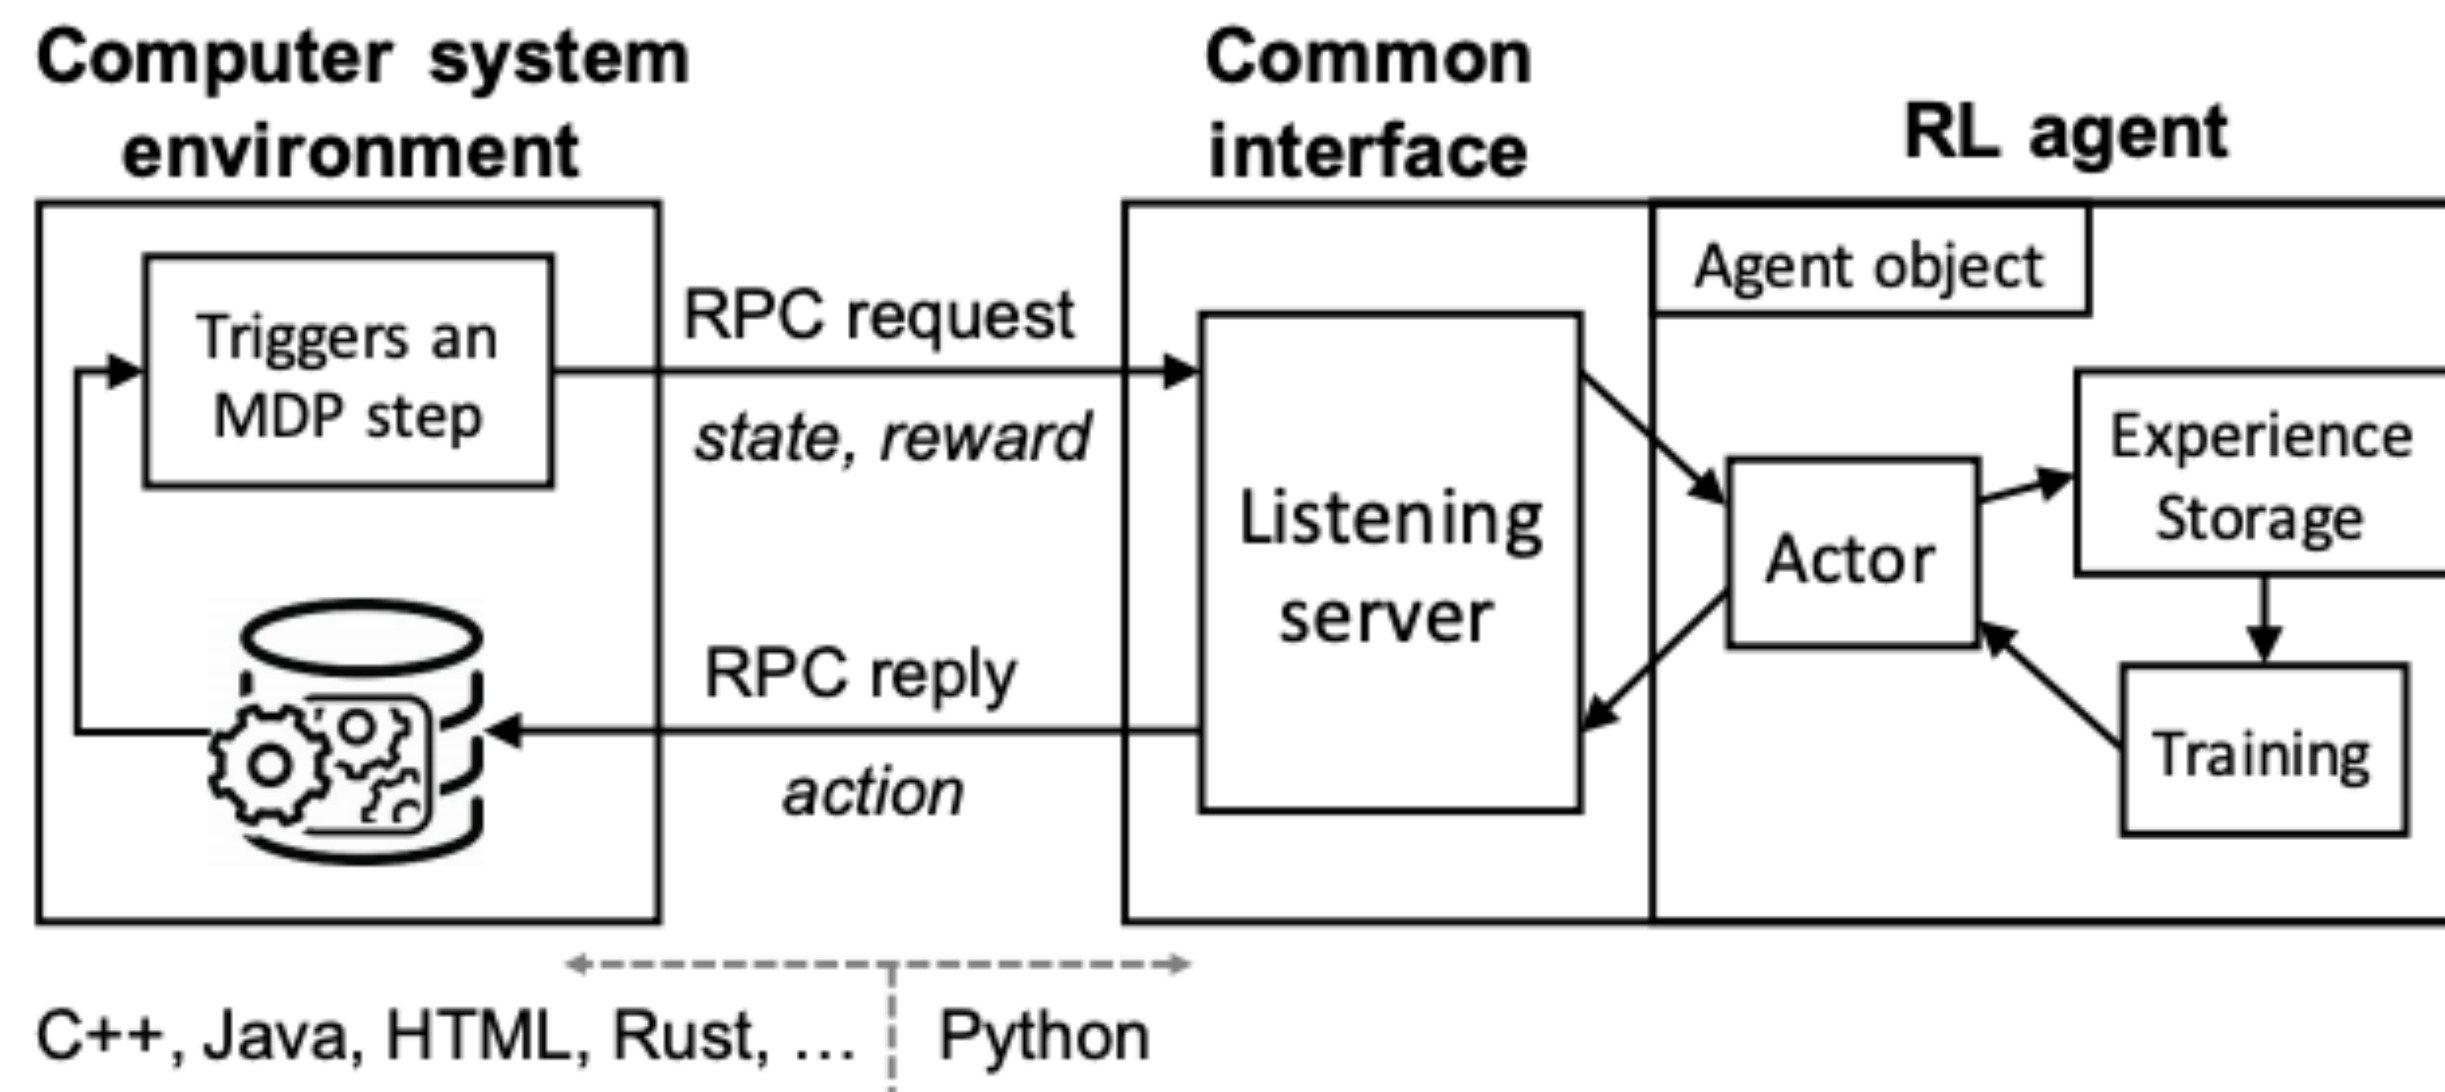 Computer system
environment
Common
interface
RL agent
Triggers an
MDP step
RPC request
state, reward
RPC reply
action
Listening
server
Agent object
Actor
Experience
Storage
Training
C++, Java, HTML, Rust, ...
Python